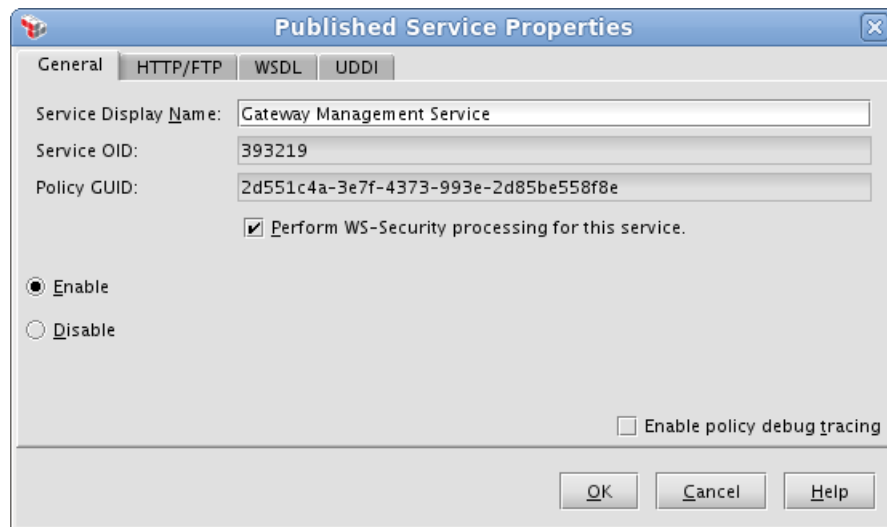 Published Service Properties
General HTTP/FTP WSDL UDDI
Service Display Name: Gateway Management Service
Service OID: 393219
Policy GUID: 2d551c4a-3e7f-4373-993e-2d85be558f8e
Perform WS-Security processing for this service.
Enable
Disable
Enable policy debug tracing
OK Cancel Help